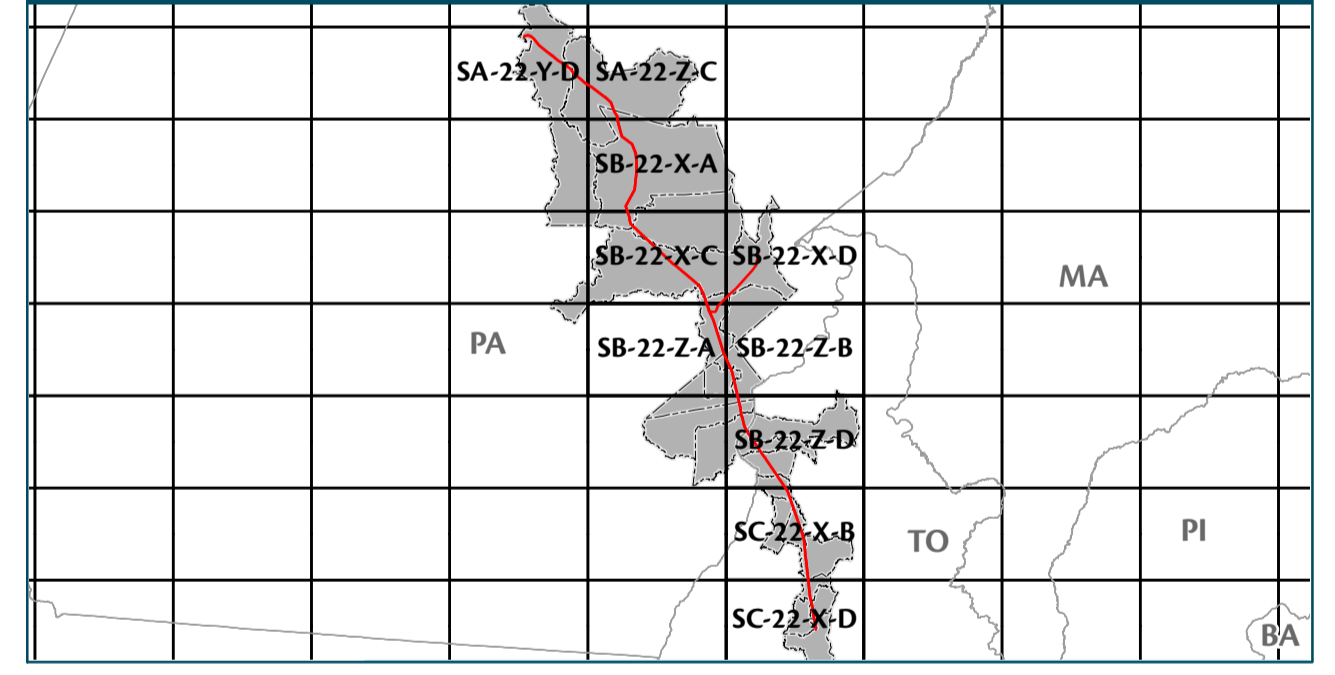 SA-22-Y-D SA-22-Z-C
SB-22-X-A
SB-22-X-C SB-22-X-D
MA
PA
SB-22-Z-A SB-22-Z-B
SB-22-Z-D
SC-22-X-B
TO
PI
SC-22-X-D
BA